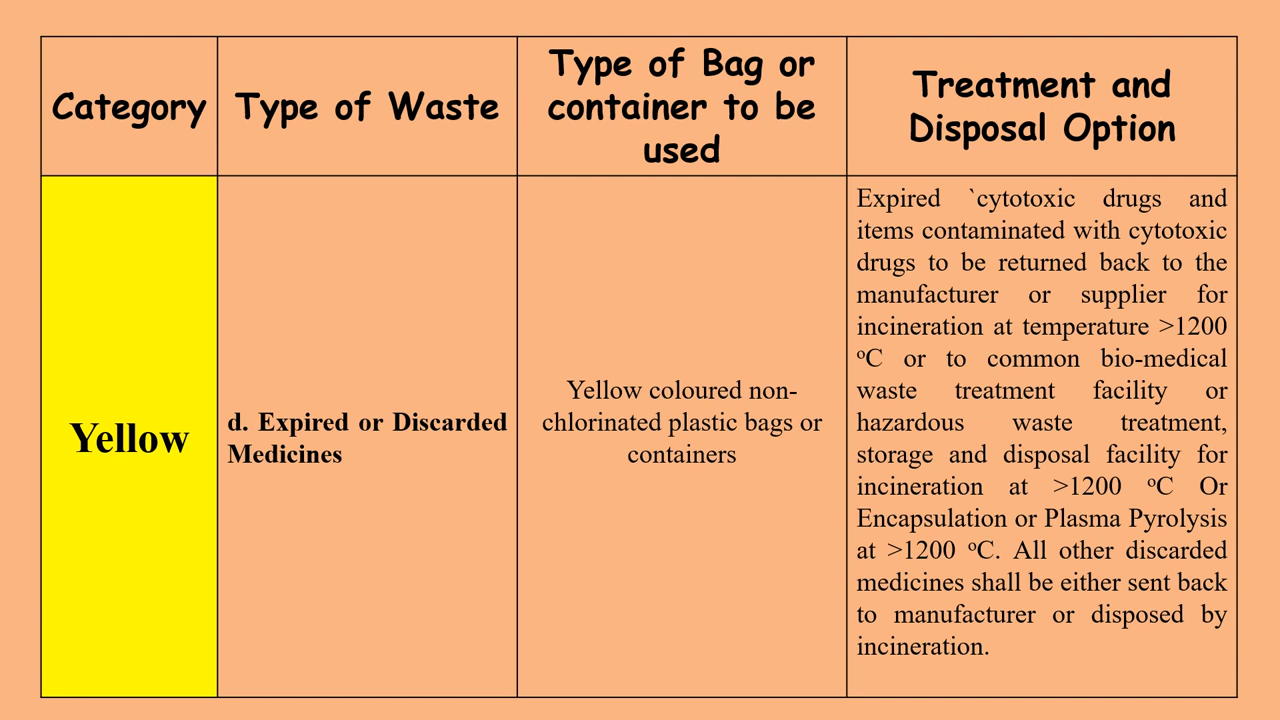 Category
Type of Waste
Type of Bag or
container to be
used
Treatment and
Disposal Option
Yellow
d. Expired or Discarded
Medicines
Yellow coloured non-
chlorinated plastic bags or
containers
Expired `cytotoxic drugs and
items contaminated with cytotoxic
drugs to be returned back to the
manufacturer or supplier for
incineration at temperature >1200
ᵒC or to common bio-medical
waste treatment facility or
hazardous waste treatment,
storage and disposal facility for
incineration at >1200 ᵒC Or
Encapsulation or Plasma Pyrolysis
at >1200 ᵒC. All other discarded
medicines shall be either sent back
to manufacturer or disposed by
incineration.